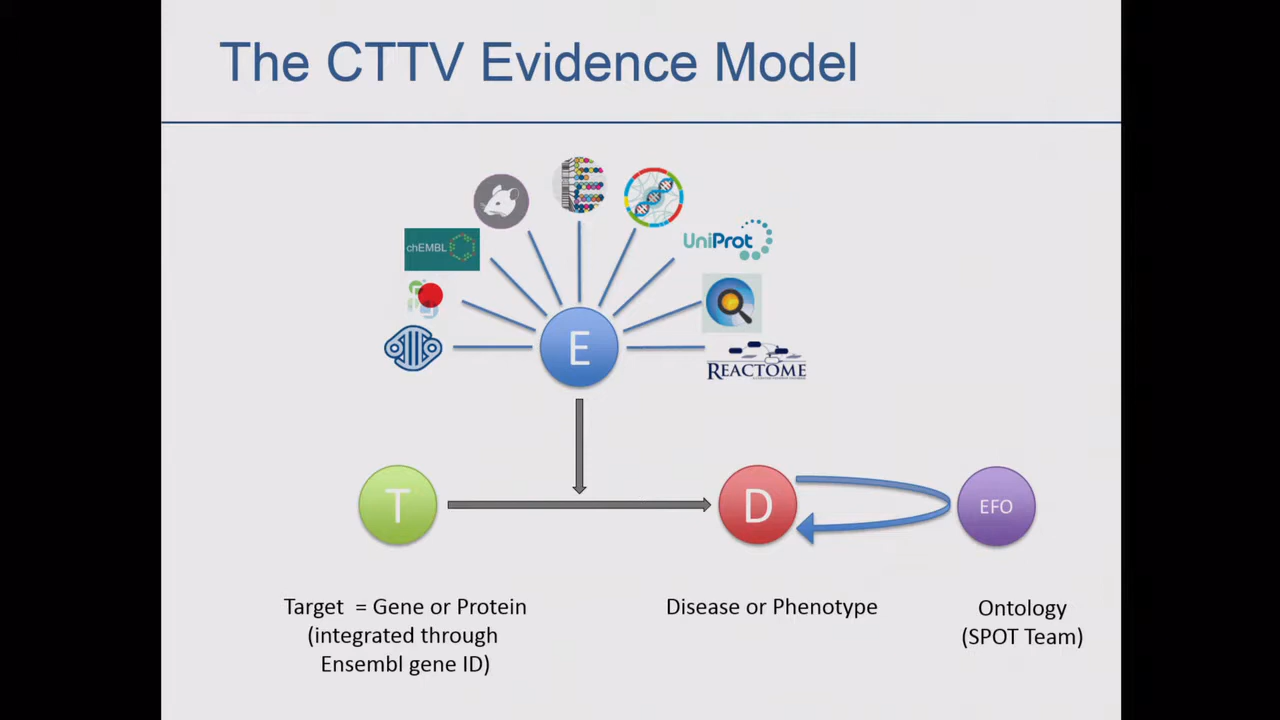 The CTTV Evidence Model
chEMBL
UniProt
E
REACTOME
T
D
EFO
Target = Gene or Protein
(integrated through
Ensembl gene ID)
Disease or Phenotype
Ontology
(SPOT Team)